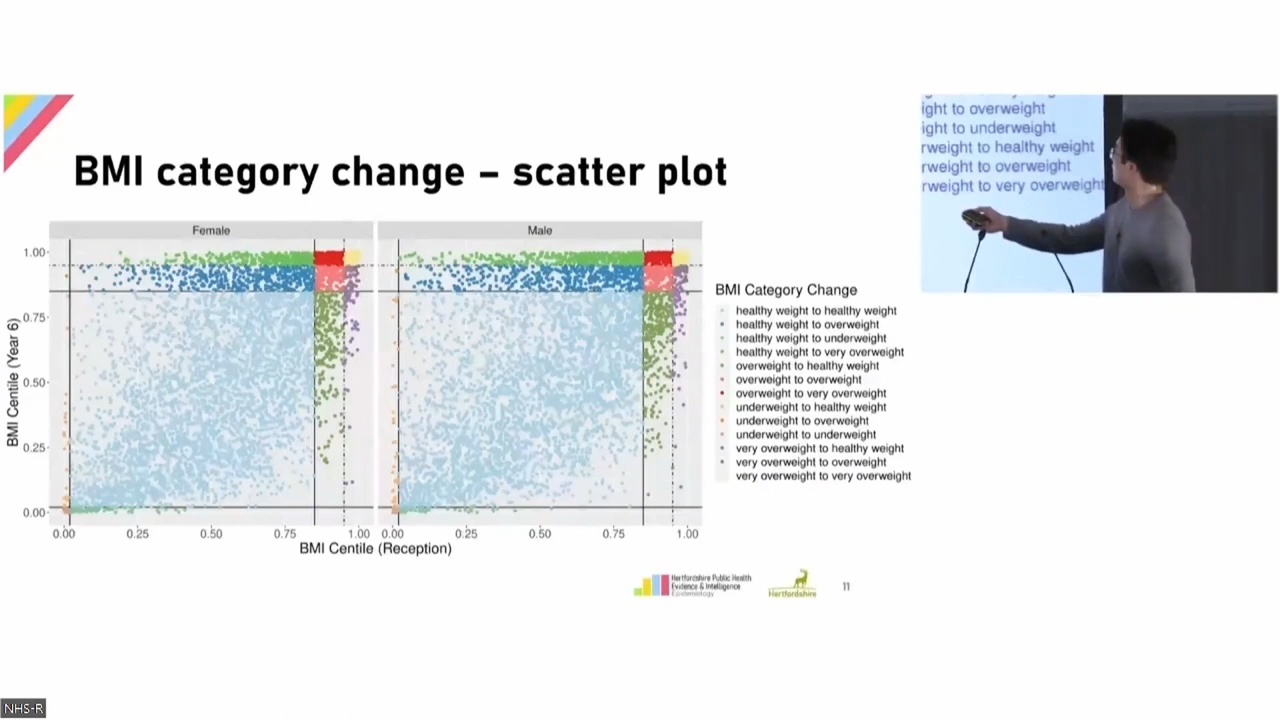 BMI category change – scatter plot
ight to overweight
ight to underweight
rweight to healthy weight
rweight to overweight
rweight to very overweight
Female
Male
BMI Centile (Year 6)
1.00
0.75
0.50
0.25
0.00
0.00 0.25 0.50 0.75 1.00
0.00 0.25 0.50 0.75 1.00
BMI Centile (Reception)
BMI Category Change
healthy weight to healthy weight
healthy weight to overweight
healthy weight to underweight
healthy weight to very overweight
overweight to healthy weight
overweight to overweight
overweight to very overweight
underweight to healthy weight
underweight to overweight
underweight to underweight
very overweight to healthy weight
very overweight to overweight
very overweight to very overweight
Hertfordshire Public Health
Evidence & Intelligence
Epidemiology
Hertfordshire
11
NHS-R